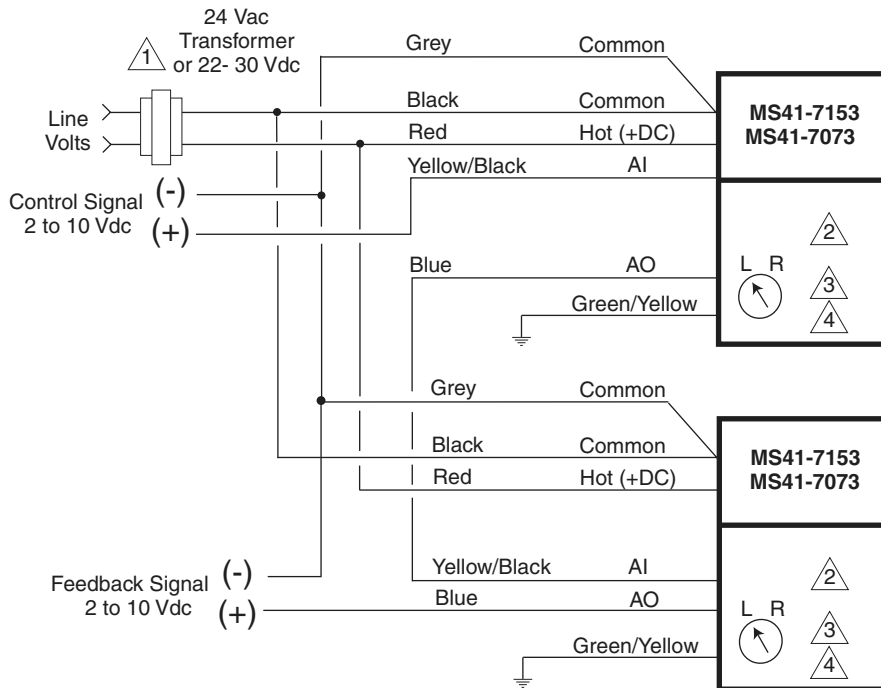 24 Vac
Transformer
or 22- 30 Vdc
1
Grey Common
Line
Volts
Black Common
Red Hot (+DC)
Yellow/Black AI
MS41-7153
MS41-7073
Control Signal
2 to 10 Vdc
(-)
(+)
2
Blue AO
L R
3
Green/Yellow
4
Grey Common
Black Common
Red Hot (+DC)
MS41-7153
MS41-7073
Feedback Signal
2 to 10 Vdc
(-)
(+)
Yellow/Black AI
2
Blue AO
L R
3
Green/Yellow
4